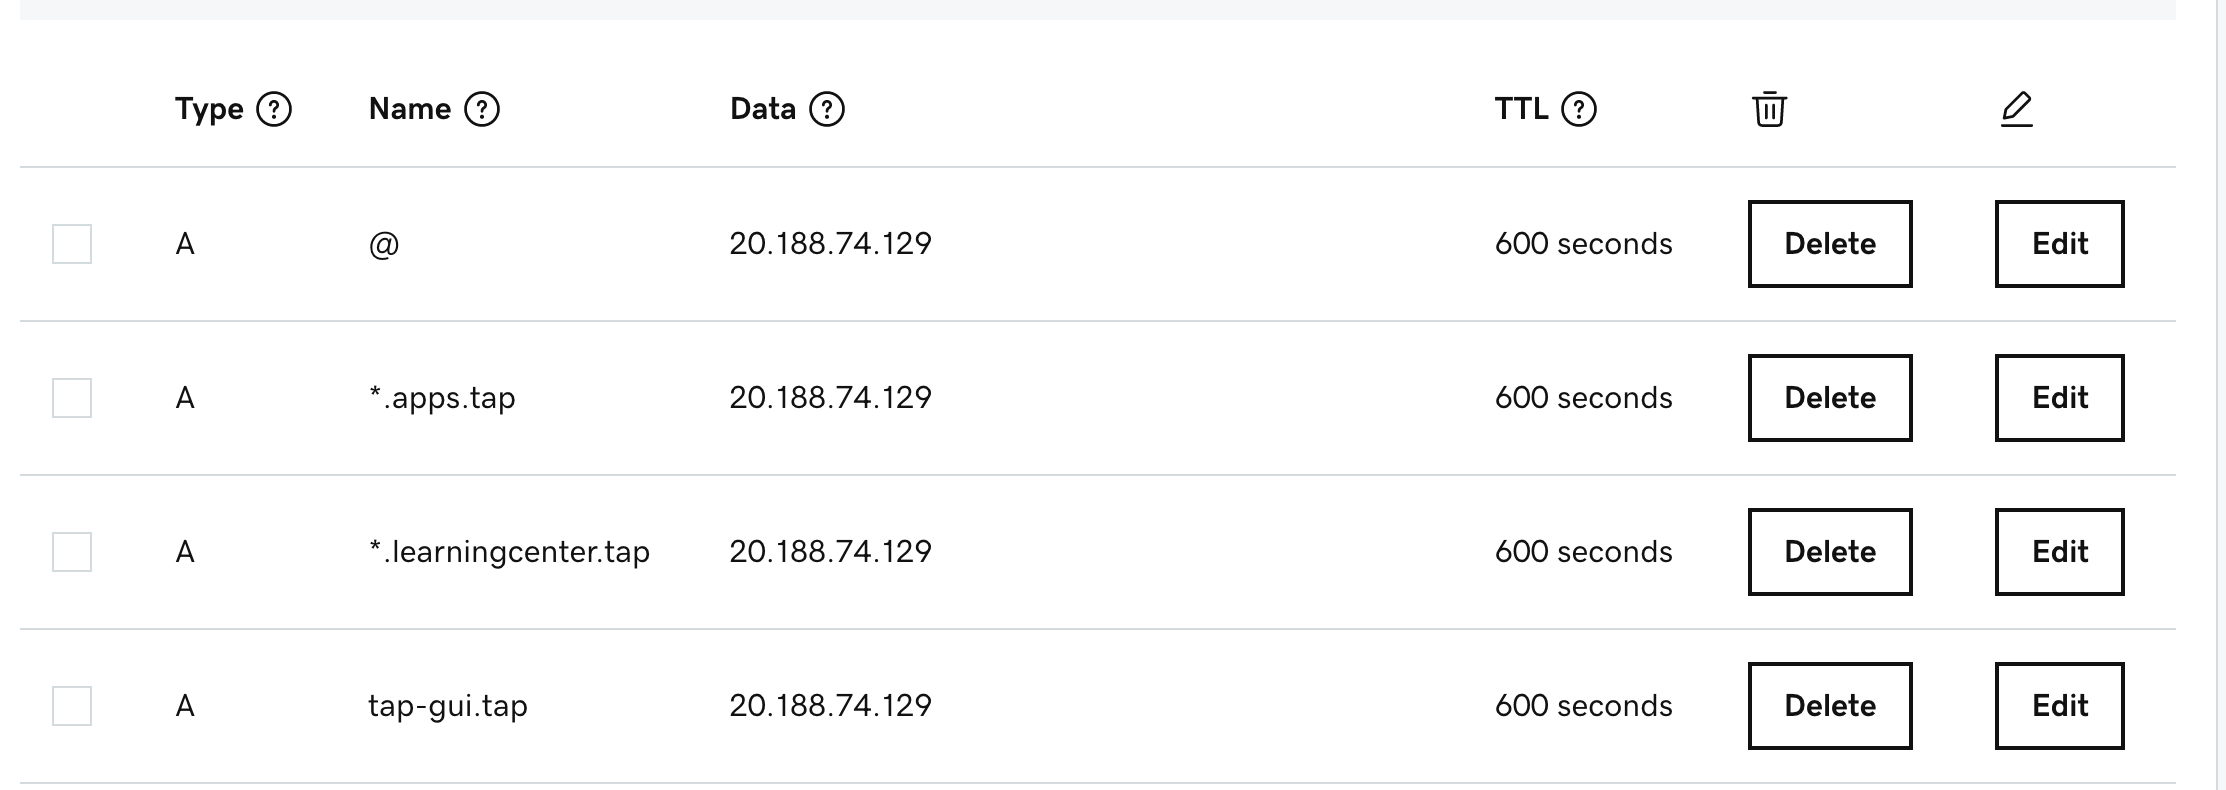 Type ? Name ? Data ? TTL ?
A @ 20.188.74.129 600 seconds Delete Edit
A *.apps.tap 20.188.74.129 600 seconds Delete Edit
A *.learningcenter.tap 20.188.74.129 600 seconds Delete Edit
A tap-gui.tap 20.188.74.129 600 seconds Delete Edit